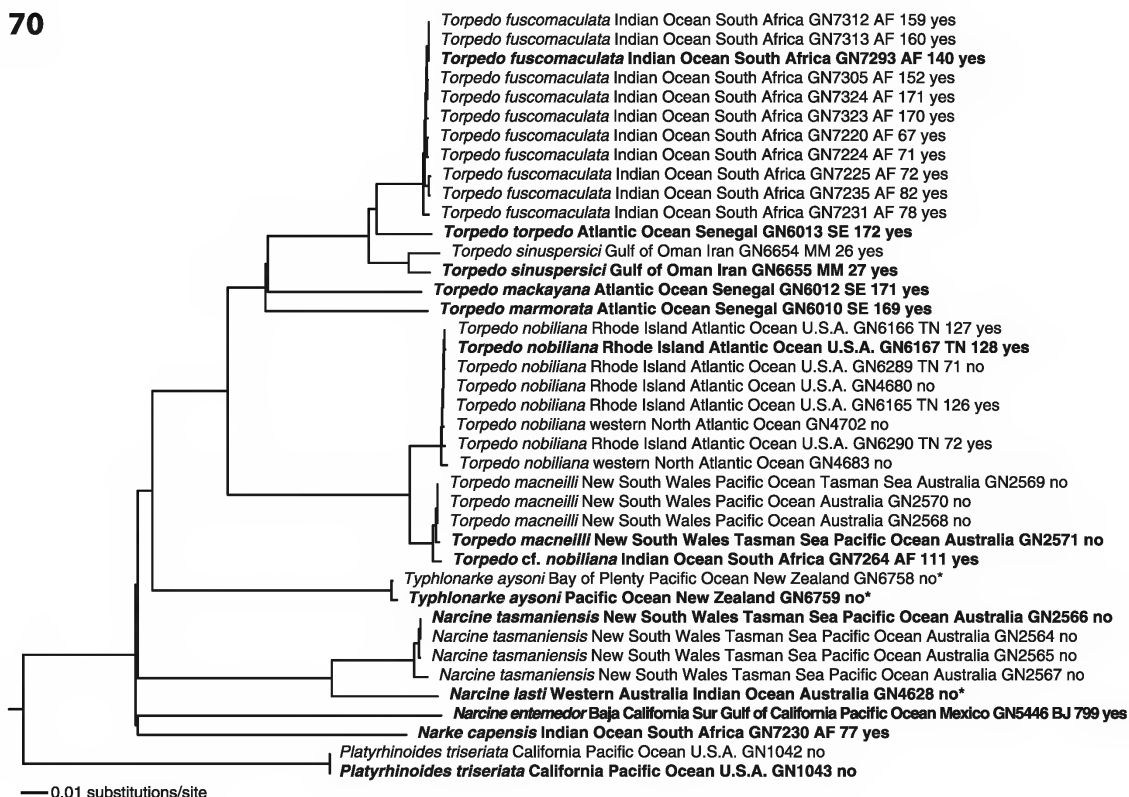 70
Torpedo fuscomaculata Indian Ocean South Africa GN7312 AF 159 yes
Torpedo fuscomaculata Indian Ocean South Africa GN7313 AF 160 yes
Torpedo fuscomaculata Indian Ocean South Africa GN7293 AF 140 yes
Torpedo fuscomaculata Indian Ocean South Africa GN7305 AF 152 yes
Torpedo fuscomaculata Indian Ocean South Africa GN7324 AF 171 yes
Torpedo fuscomaculata Indian Ocean South Africa GN7323 AF 170 yes
Torpedo fuscomaculata Indian Ocean South Africa GN7220 AF 67 yes
Torpedo fuscomaculata Indian Ocean South Africa GN7224 AF 71 yes
Torpedo fuscomaculata Indian Ocean South Africa GN7225 AF 72 yes
Torpedo fuscomaculata Indian Ocean South Africa GN7235 AF 82 yes
Torpedo fuscomaculata Indian Ocean South Africa GN7231 AF 78 yes
Torpedo torpedo Atlantic Ocean Senegal GN6013 SE 172 yes
Torpedo sinuspersici Gulf of Oman Iran GN6654 MM 26 yes
Torpedo sinuspersici Gulf of Oman Iran GN6655 MM 27 yes
Torpedo mackayana Atlantic Ocean Senegal GN6012 SE 171 yes
Torpedo marmorata Atlantic Ocean Senegal GN6010 SE 169 yes
Torpedo nobiliana Rhode Island Atlantic Ocean U.S.A. GN6166 TN 127 yes
Torpedo nobiliana Rhode Island Atlantic Ocean U.S.A. GN6167 TN 128 yes
Torpedo nobiliana Rhode Island Atlantic Ocean U.S.A. GN6289 TN 71 no
Torpedo nobiliana Rhode Island Atlantic Ocean U.S.A. GN4680 no
Torpedo nobiliana Rhode Island Atlantic Ocean U.S.A. GN6165 TN 126 yes
Torpedo nobiliana western North Atlantic Ocean GN4702 no
Torpedo nobiliana Rhode Island Atlantic Ocean U.S.A. GN6290 TN 72 yes
Torpedo nobiliana western North Atlantic Ocean GN4683 no
Torpedo macneilli New South Wales Pacific Ocean Tasman Sea Australia GN2569 no
Torpedo macneilli New South Wales Pacific Ocean Australia GN2570 no
Torpedo macneilli New South Wales Pacific Ocean Australia GN2568 no
Torpedo macneilli New South Wales Tasman Sea Pacific Ocean Australia GN2571 no
Torpedo cf. nobiliana Indian Ocean South Africa GN7264 AF 111 yes
Typhlonarke aysoni Bay of Plenty Pacific Ocean New Zealand GN6758 no*
Typhlonarke aysoni Pacific Ocean New Zealand GN6759 no*
Narcine tasmaniensis New South Wales Tasman Sea Pacific Ocean Australia GN2566 no
Narcine tasmaniensis New South Wales Tasman Sea Pacific Ocean Australia GN2564 no
Narcine tasmaniensis New South Wales Tasman Sea Pacific Ocean Australia GN2565 no
Narcine tasmaniensis New South Wales Tasman Sea Pacific Ocean Australia GN2567 no
Narcine lasti Western Australia Indian Ocean Australia GN4628 no*
Narcine entemedor Baja California Sur Gulf of California Pacific Ocean Mexico GN5446 BJ 799 yes
Narke capensis Indian Ocean South Africa GN7230 AF 77 yes
Platyrhinoides triseriata California Pacific Ocean U.S.A. GN1042 no
Platyrhinoides triseriata California Pacific Ocean U.S.A. GN1043 no
0.01 substitutions/site